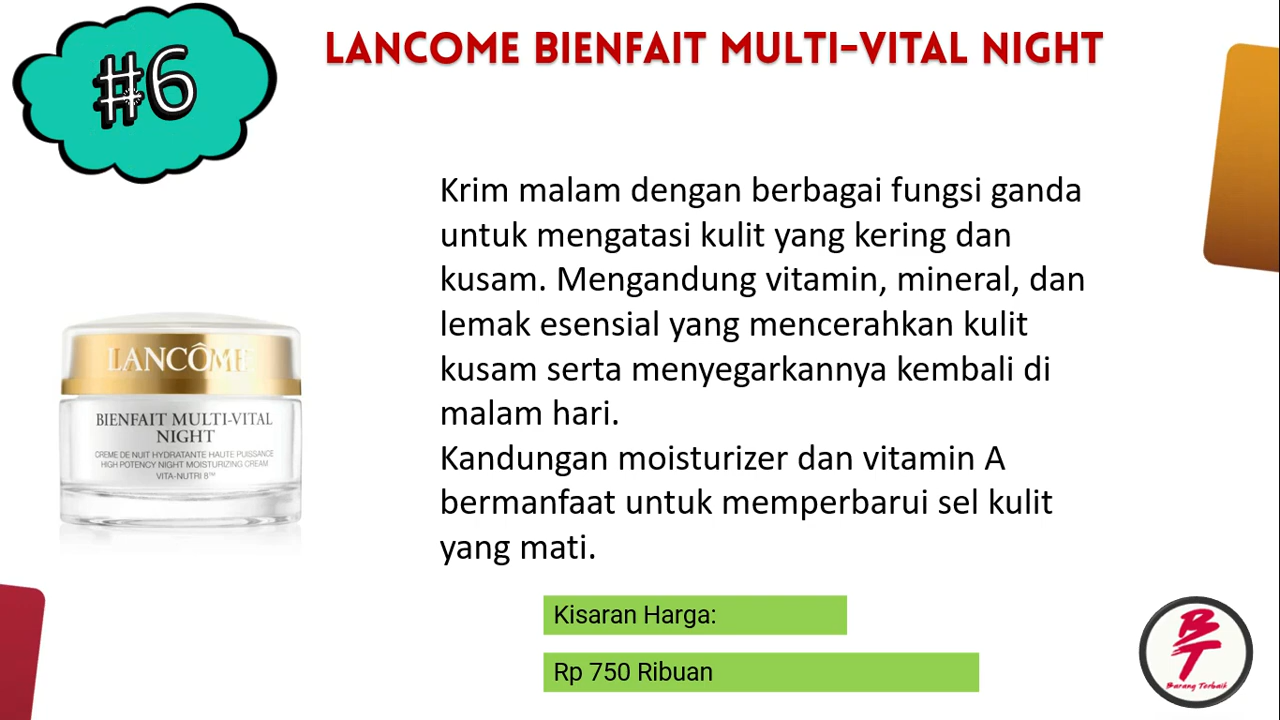 #6
LANCOME BIENFAIT MULTI-VITAL NIGHT
Krim malam dengan berbagai fungsi ganda
untuk mengatasi kulit yang kering dan
kusam. Mengandung vitamin, mineral, dan
lemak esensial yang mencerahkan kulit
kusam serta menyegarkannya kembali di
malam hari.
Kandungan moisturizer dan vitamin A
bermanfaat untuk memperbarui sel kulit
yang mati.
LANCÔME
BIENFAIT MULTI-VITAL
NIGHT
CRÈME DE NUIT HYDRATANTE HAUTE PUISSANCE
HIGH POTENCY NIGHT MOISTURIZING CREAM
VITA-NUTRI 8™
Kisaran Harga:
Rp 750 Ribuan
BT
Barang Terbaik